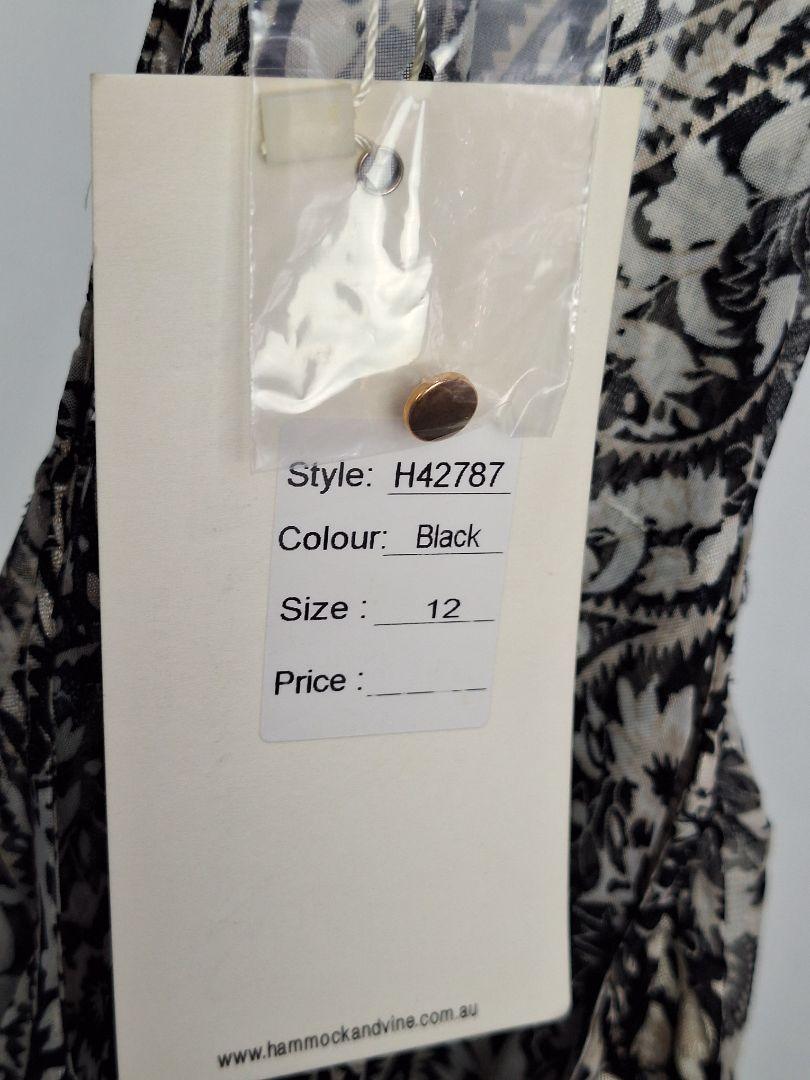 Style: H42787
Colour: Black
Size : 12
Price :
www.hammockandvine.com.au